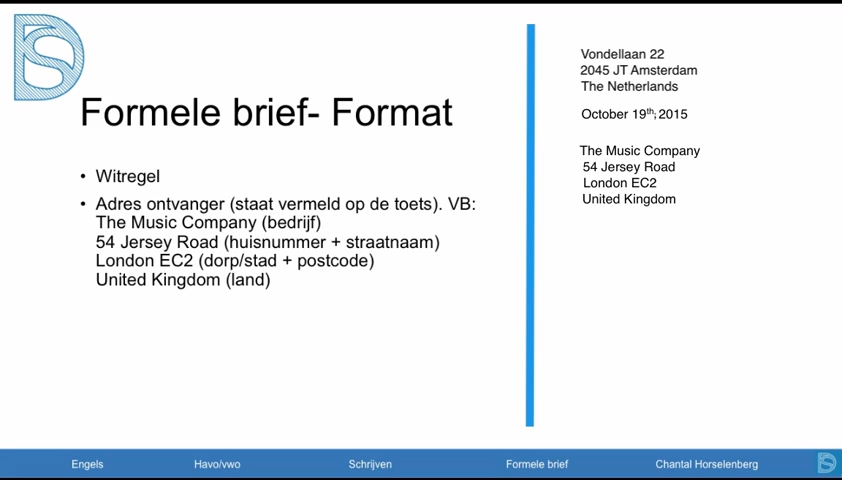 Formele brief- Format
• Witregel
• Adres ontvanger (staat vermeld op de toets). VB:
The Music Company (bedrijf)
54 Jersey Road (huisnummer + straatnaam)
London EC2 (dorp/stad + postcode)
United Kingdom (land)
Vondellaan 22
2045 JT Amsterdam
The Netherlands
October 19th, 2015
The Music Company
54 Jersey Road
London EC2
United Kingdom
Engels Havo/vwo Schrijven Formele brief Chantal Horselenberg